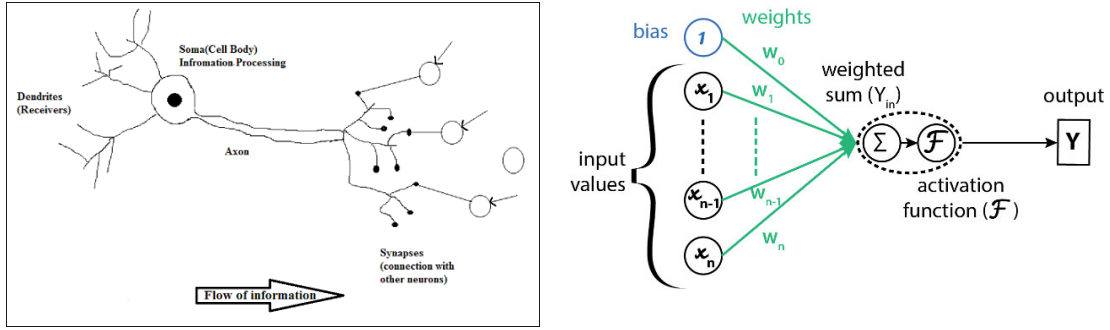 Soma(Cell Body)
Infromation Processing
Dendrites
(Receivers)
Axon
Synapses
(connection with
other neurons)
Flow of information
bias
weights
1
w0
x1
w1
weighted
sum (Yin)
output
input
values
Σ
F
Y
xn-1
wn-1
activation
function (F)
wn
xn